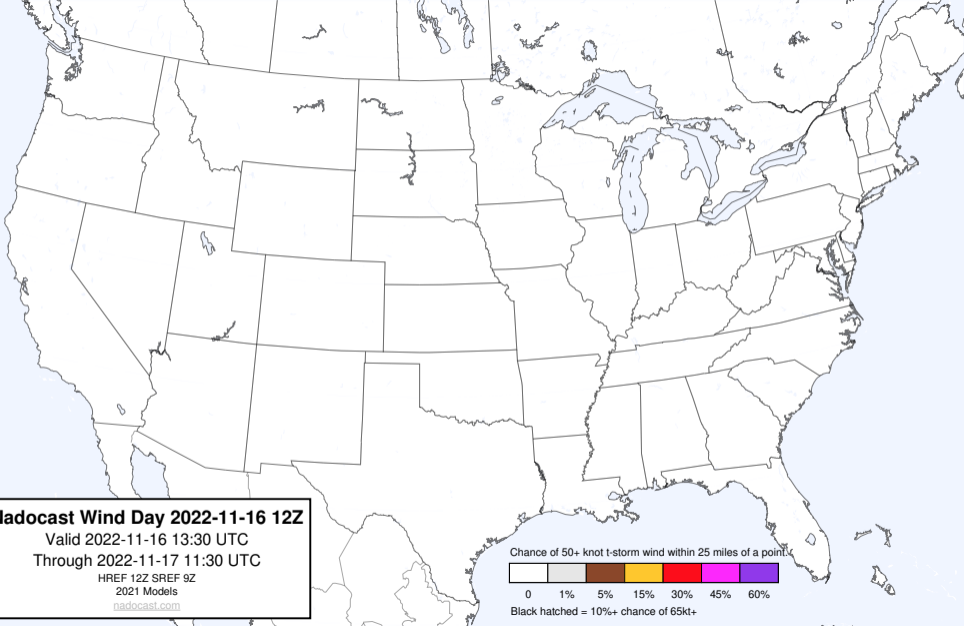 adocast Wind Day 2022-11-16 12Z
Valid 2022-11-16 13:30 UTC
Through 2022-11-17 11:30 UTC
HREF 12Z SREF 9Z
2021 Models
nadocast.com
Chance of 50+ knot t-storm wind within 25 miles of a point.
0 1% 5% 15% 30% 45% 60%
Black hatched = 10%+ chance of 65kt+